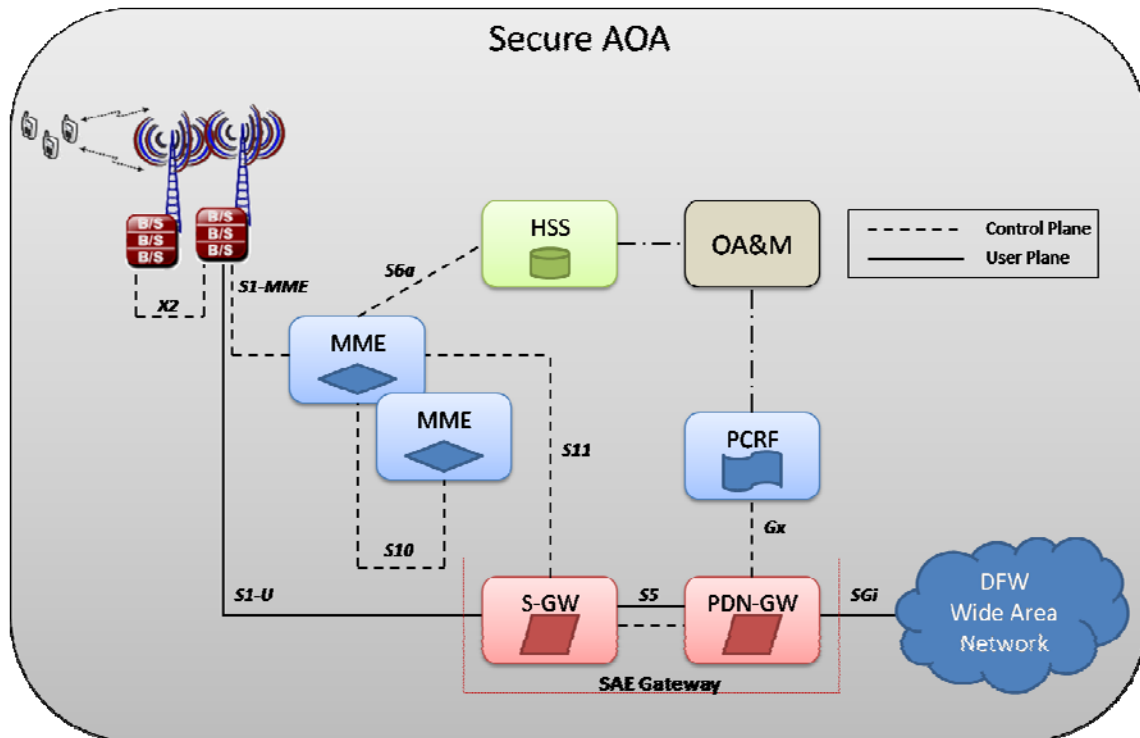 Secure AOA
B/S
B/S
B/S
B/S
B/S
B/S
X2
S1-MME
S6a
HSS
OA&M
Control Plane
User Plane
MME
MME
S11
PCRF
S10
Gx
S1-U
S-GW
S5
PDN-GW
SGi
DFW
Wide Area
Network
SAE Gateway